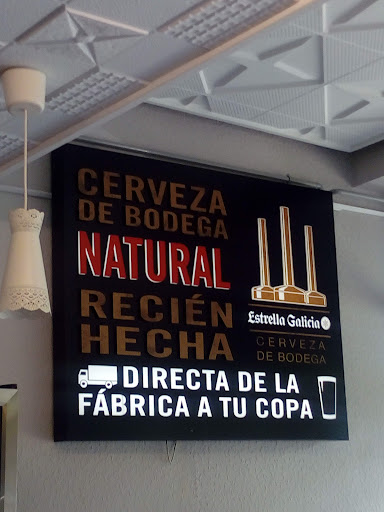 CERVEZA
DE BODEGA
NATURAL
RECIÉN
HECHA
Estrella Galicia
CERVEZA
DE BODEGA
DIRECTA DE LA
FÁBRICA A TU COPA